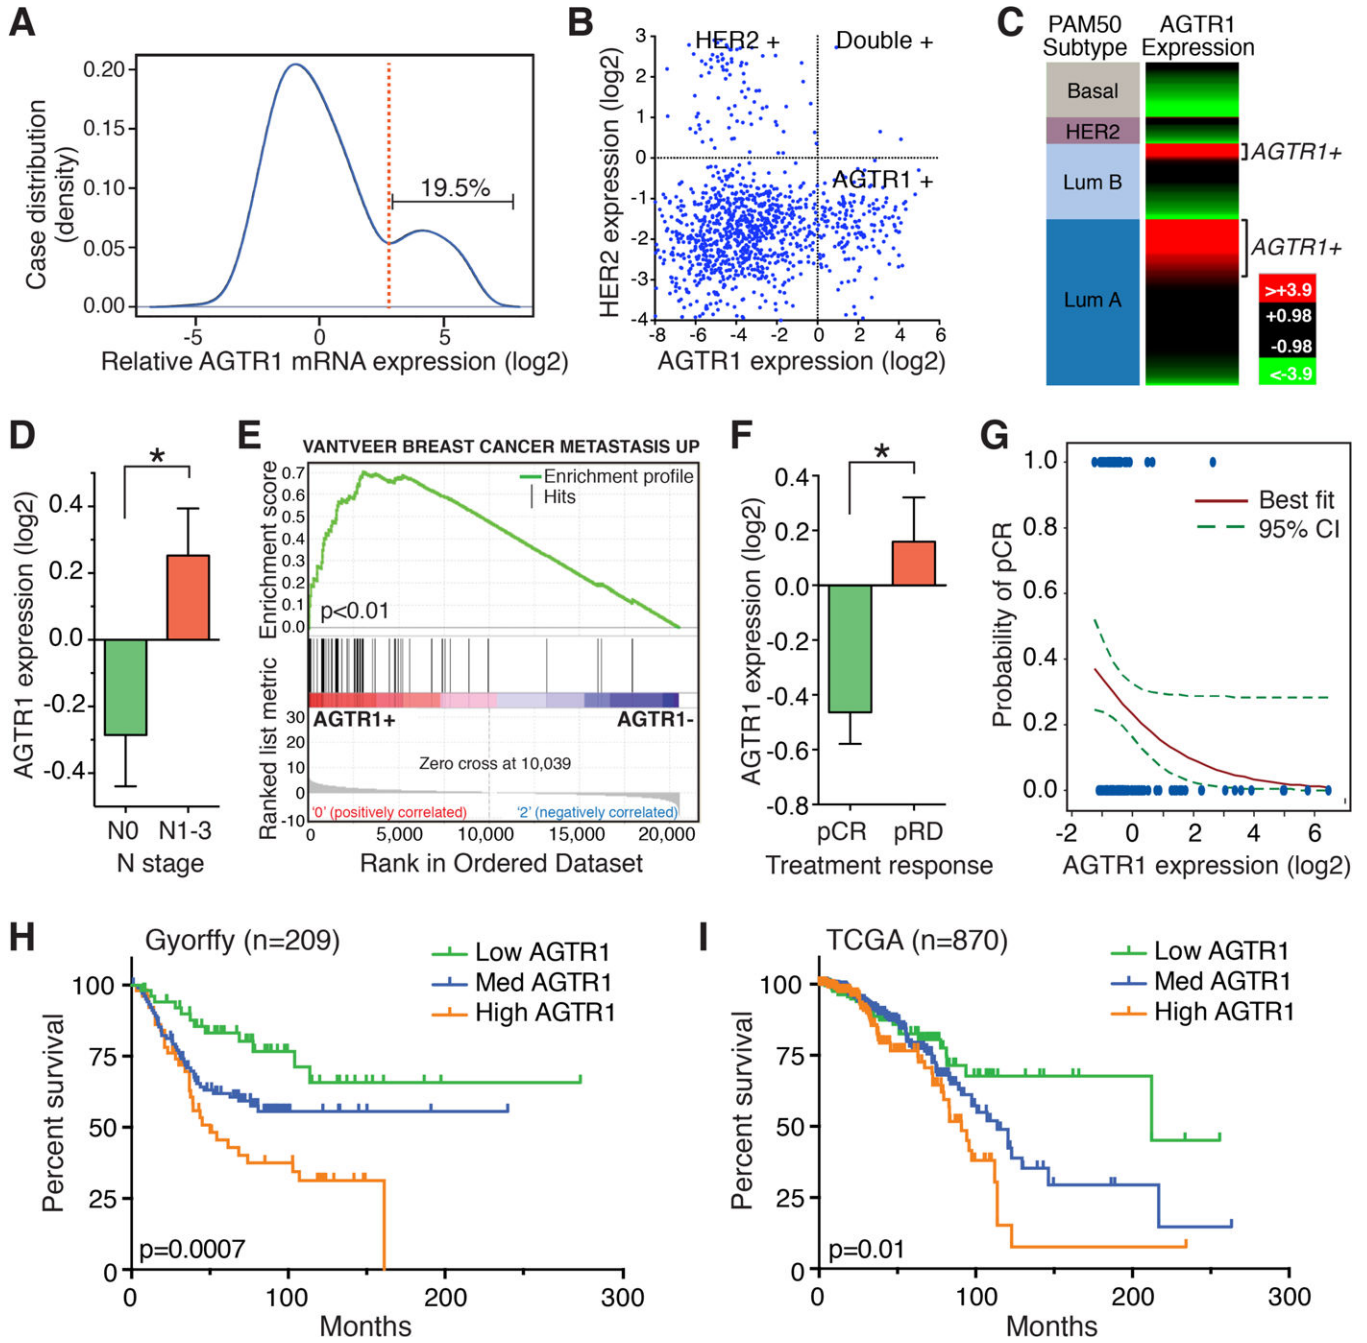 A
0.20
0.15
0.10
0.05
0.00
Case distribution
(density)
19.5%
-5
0
5
Relative AGTR1 mRNA expression (log2)
B
HER2 +
Double +
AGTR1 +
3
2
1
0
-1
-2
-3
-4
HER2 expression (log2)
-8
-6
-4
-2
0
2
4
6
AGTR1 expression (log2)
C
PAM50
Subtype
AGTR1
Expression
Basal
HER2
Lum B
Lum A
AGTR1+
AGTR1+
>+3.9
+0.98
-0.98
<-3.9
D
*
0.4
0.2
0.0
-0.2
-0.4
AGTR1 expression (log2)
N0
N1-3
N stage
E
VANTVEER BREAST CANCER METASTASIS UP
Enrichment profile
Hits
0.7
0.6
0.5
0.4
0.3
0.2
0.1
0.0
Enrichment score
p<0.01
AGTR1+
AGTR1-
30
20
10
0
-10
Ranked list metric
Zero cross at 10,039
'0' (positively correlated)
'2' (negatively correlated)
0
5,000
10,000
15,000
20,000
Rank in Ordered Dataset
F
*
0.4
0.2
0.0
-0.2
-0.4
-0.6
-0.8
AGTR1 expression (log2)
pCR
pRD
Treatment response
G
1.0
0.8
0.6
0.4
0.2
0.0
Probability of pCR
Best fit
95% CI
-2
0
2
4
6
AGTR1 expression (log2)
H
Gyorffy (n=209)
Low AGTR1
Med AGTR1
High AGTR1
100
75
50
25
0
Percent survival
p=0.0007
0
100
200
300
Months
I
TCGA (n=870)
Low AGTR1
Med AGTR1
High AGTR1
100
75
50
25
0
Percent survival
p=0.01
0
100
200
300
Months